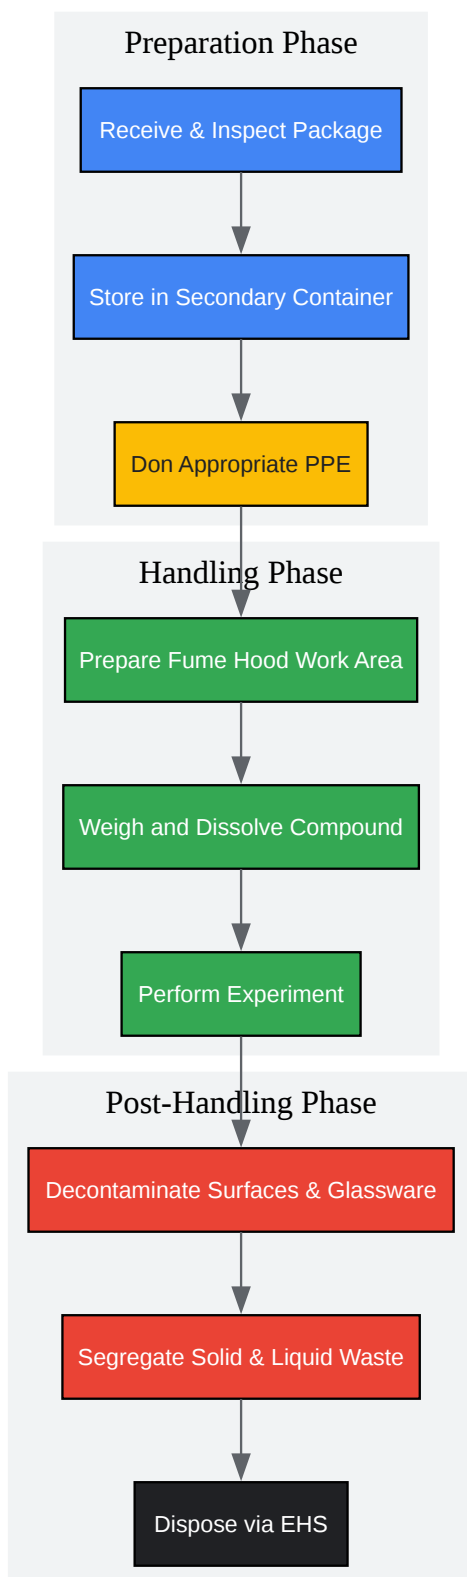 Preparation Phase
Receive & Inspect Package
Store in Secondary Container
Don Appropriate PPE
Handling Phase
Prepare Fume Hood Work Area
Weigh and Dissolve Compound
Perform Experiment
Post-Handling Phase
Decontaminate Surfaces & Glassware
Segregate Solid & Liquid Waste
Dispose via EHS